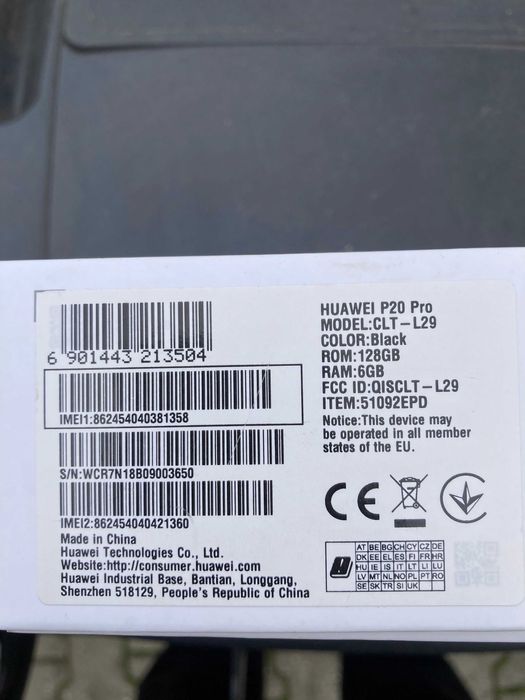 6 901443 213504
IMEI1:862454040381358
S/N:WCR7N18B09003650
IMEI2:862454040421360
Made in China
Huawei Technologies Co., Ltd.
Website:http://consumer.huawei.com
Huawei Industrial Base, Bantian, Longgang,
Shenzhen 518129, People's Republic of China
HUAWEI P20 Pro
MODEL:CLT-L29
COLOR:Black
ROM:128GB
RAM:6GB
FCC ID:QISCLT-L29
ITEM:51092EPD
Notice:This device may
be operated in all member
states of the EU.
CE
AT BE BG CH CY CZ DE
DK EE EL ES FI FR HR
HU IE IS IT LT LI LU
LV MT NL NO PL PT RO
SE SK TR SI UK